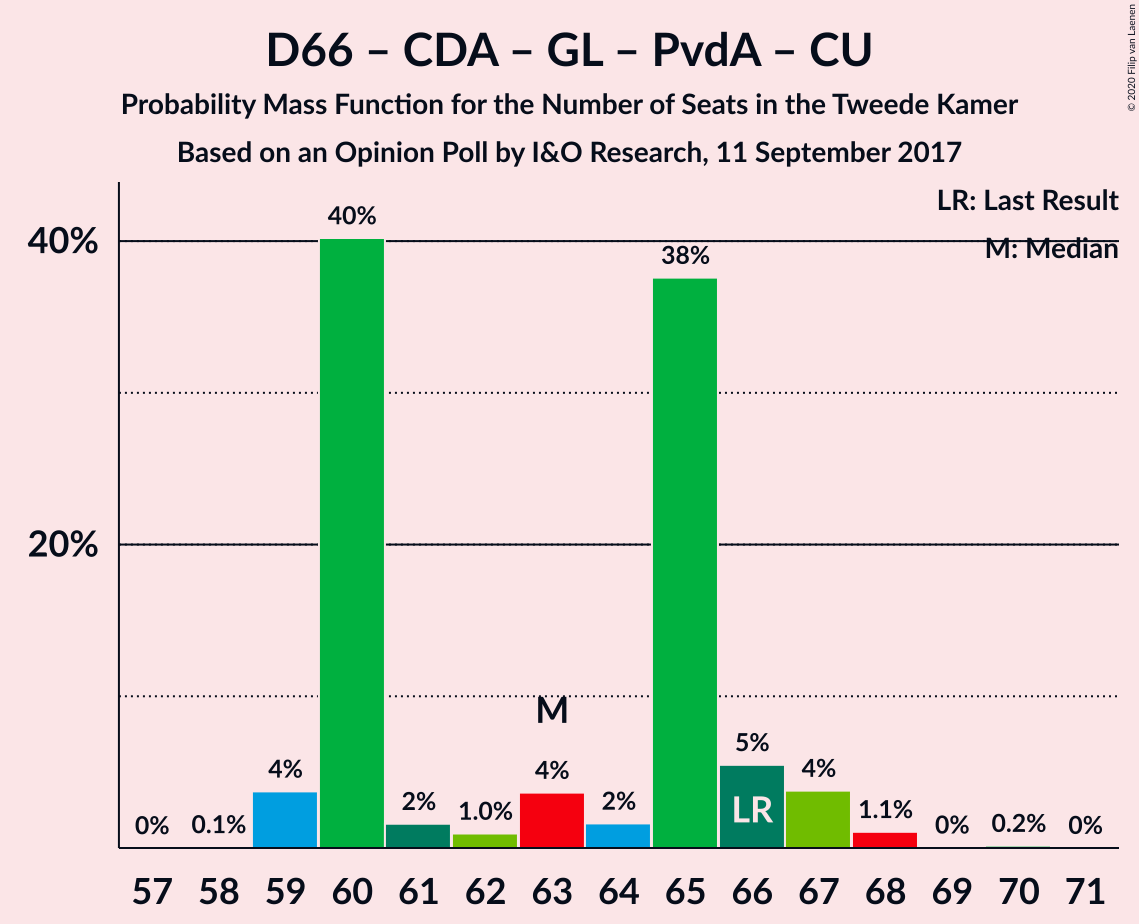 D66 – CDA – GL – PvdA – CU
Probability Mass Function for the Number of Seats in the Tweede Kamer
Based on an Opinion Poll by I&O Research, 11 September 2017
© 2020 Filip van Laenen
LR: Last Result
M: Median
40%
20%
0%
0.1%
4%
40%
2%
1.0%
4%
M
2%
38%
5%
LR
4%
1.1%
0%
0.2%
0%
57 58 59 60 61 62 63 64 65 66 67 68 69 70 71